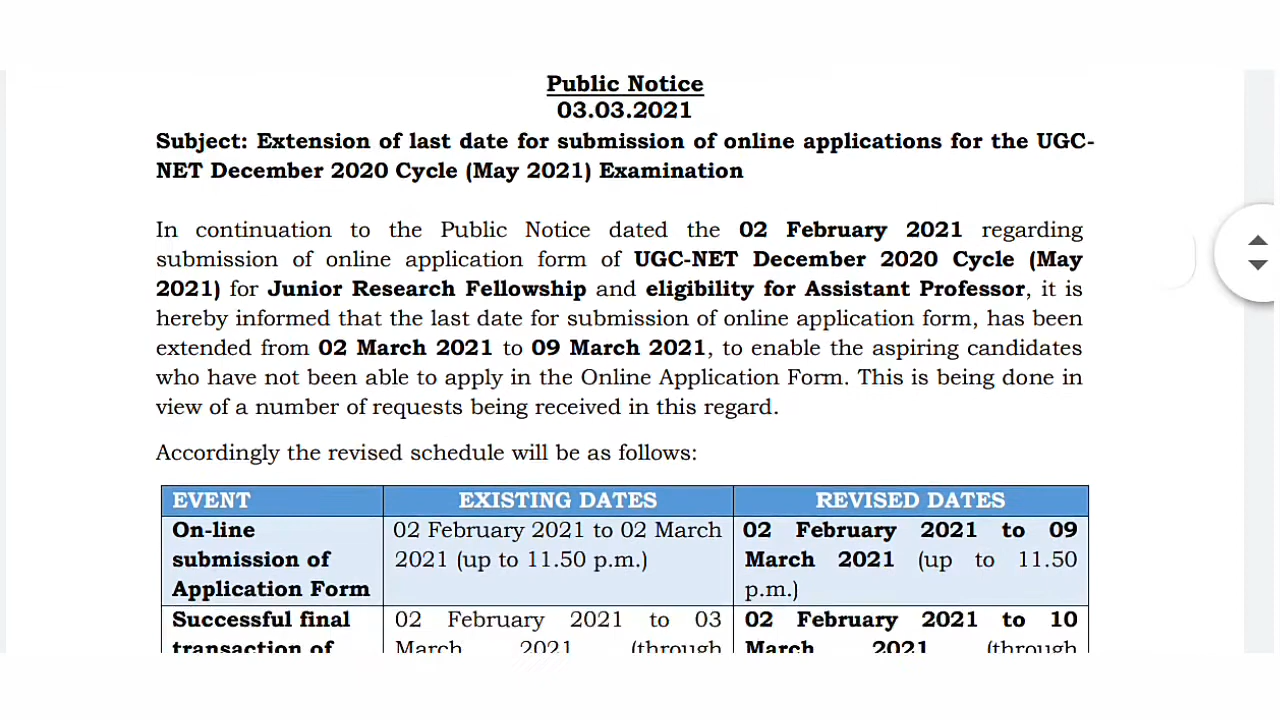 Public Notice
03.03.2021
Subject: Extension of last date for submission of online applications for the UGC-
NET December 2020 Cycle (May 2021) Examination
In continuation to the Public Notice dated the 02 February 2021 regarding
submission of online application form of UGC-NET December 2020 Cycle (May
2021) for Junior Research Fellowship and eligibility for Assistant Professor, it is
hereby informed that the last date for submission of online application form, has been
extended from 02 March 2021 to 09 March 2021, to enable the aspiring candidates
who have not been able to apply in the Online Application Form. This is being done in
view of a number of requests being received in this regard.
Accordingly the revised schedule will be as follows:
EVENT EXISTING DATES REVISED DATES
On-line 02 February 2021 to 02 March 02 February 2021 to 09
submission of 2021 (up to 11.50 p.m.) March 2021 (up to 11.50
Application Form p.m.)
Successful final 02 February 2021 to 03 02 February 2021 to 10
transaction of March 2021 (through March 2021 (through